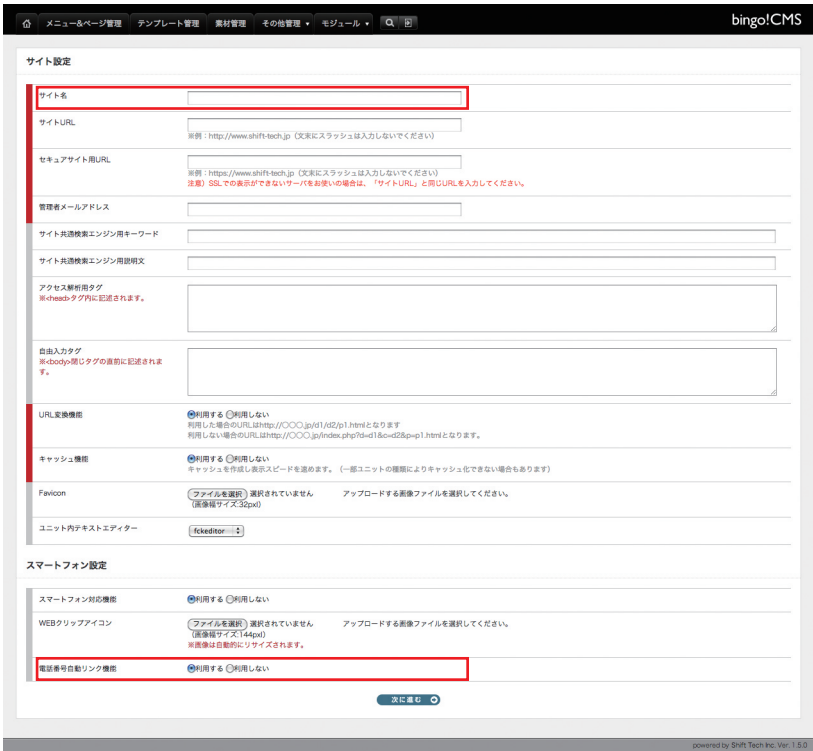 メニュー&ページ管理 テンプレート管理 素材管理 その他管理 ▼ モジュール ▼ bingo!CMS
サイト設定
サイト名
サイトURL
※例：http://www.shift-tech.jp（文末にスラッシュは入力しないでください）
セキュアサイト用URL
※例：https://www.shift-tech.jp（文末にスラッシュは入力しないでください）
注意）SSLでの表示ができないサーバをお使いの場合は、「サイトURL」と同じURLを入力してください。
管理者メールアドレス
サイト共通検索エンジン用キーワード
サイト共通検索エンジン用説明文
アクセス解析用タグ
※<head>タグ内に記述されます。
自由入力タグ
※<body>閉じタグの直前に記述されま
す。
URL変換機能 利用する 利用しない
利用した場合のURLはhttp://〇〇〇.jp/d1/d2/p1.htmlとなります
利用しない場合のURLはhttp://〇〇〇.jp/index.php?d=d1&c=d2&p=p1.htmlとなります。
キャッシュ機能 利用する 利用しない
キャッシュを作成し表示スピードを速めます。（一部ユニットの種類によりキャッシュ化できない場合もあります）
Favicon ファイルを選択 選択されていません アップロードする画像ファイルを選択してください。
（画像幅サイズ:32pxl）
ユニット内テキストエディター fckeditor
スマートフォン設定
スマートフォン対応機能 利用する 利用しない
WEBクリップアイコン ファイルを選択 選択されていません アップロードする画像ファイルを選択してください。
（画像幅サイズ:144pxl）
※画像は自動的にリサイズされます。
電話番号自動リンク機能 利用する 利用しない
次に進む
powered by Shift Tech Inc. Ver. 1.5.0